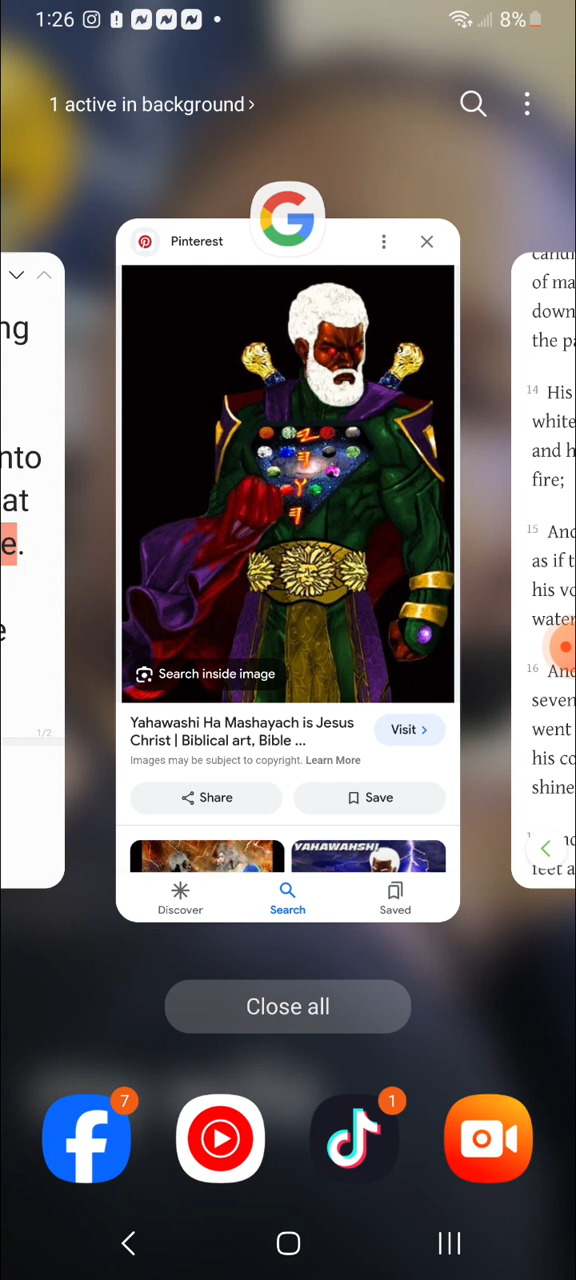 1:26
8%
1 active in background >
Pinterest
ng
nto
at
e.
1/2
Search inside image
Yahawashi Ha Mashayach is Jesus
Christ | Biblical art, Bible ...
Visit >
Images may be subject to copyright. Learn More
Share
Save
YAHAWAHSHI
Discover
Search
Saved
of ma
down
the pa
14 His
white
and h
fire;
15 And
as if t
his vo
water
16 And
seven
went
his co
shine
feet a
Close all
7
1